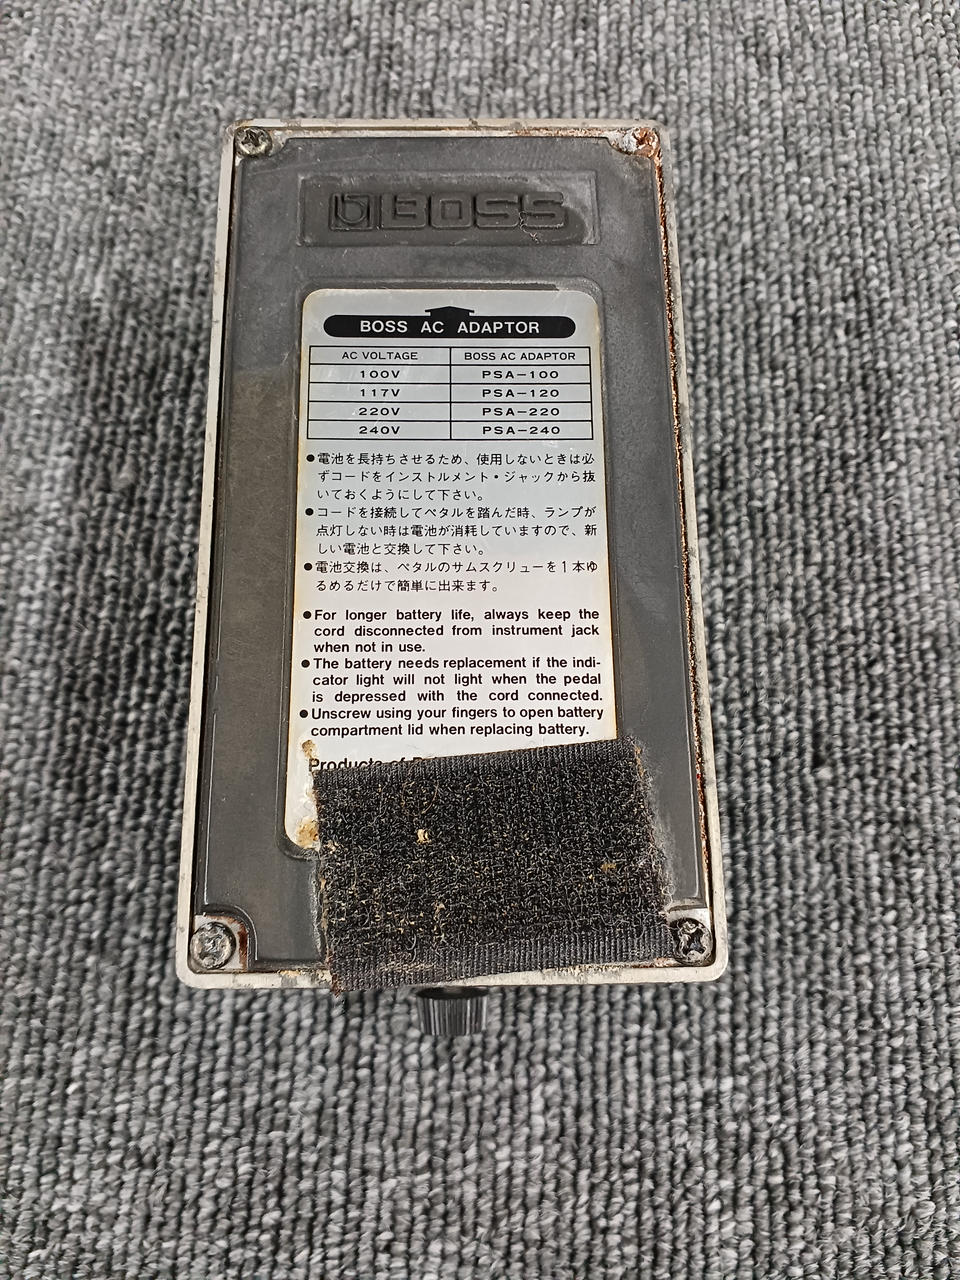 BOSS
BOSS AC ADAPTOR
AC VOLTAGE BOSS AC ADAPTOR
100V PSA-100
117V PSA-120
220V PSA-220
240V PSA-240
●電池を長持ちさせるため、使用しないときは必
ずコードをインストルメント・ジャックから抜
いておくようにして下さい。
●コードを接続してペタルを踏んだ時、ランプが
点灯しない時は電池が消耗していますので、新
しい電池と交換して下さい。
●電池交換は、ペタルのサムスクリューを1本ゆ
るめるだけで簡単に出来ます。
●For longer battery life, always keep the
cord disconnected from instrument jack
when not in use.
●The battery needs replacement if the indi-
cator light will not light when the pedal
is depressed with the cord connected.
●Unscrew using your fingers to open battery
compartment lid when replacing battery.
Products of